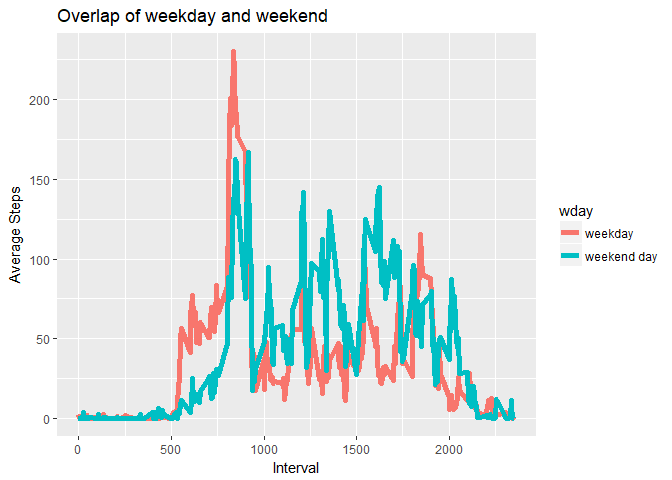 Overlap of weekday and weekend
Average Steps
200
150
100
50
0
0 500 1000 1500 2000
Interval
wday
weekday
weekend day